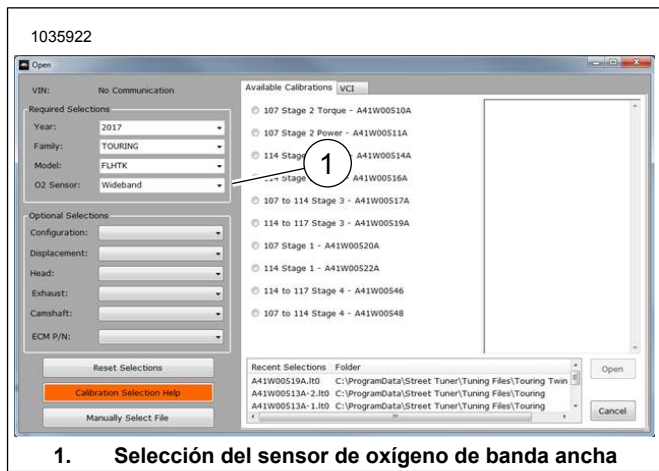 1035922
Open
VIN: No Communication
Required Selections
Year: 2017
Family: TOURING
Model: FLHTK
O2 Sensor: Wideband
Optional Selections
Configuration:
Displacement:
Head:
Exhaust:
Camshaft:
ECM P/N:
Reset Selections
Calibration Selection Help
Manually Select File
Available Calibrations VCI
107 Stage 2 Torque - A41W00510A
107 Stage 2 Power - A41W00511A
114 Stage A41W00514A
Stage A41W00516A
107 to 114 Stage 3 - A41W00517A
114 to 117 Stage 3 - A41W00519A
107 Stage 1 - A41W00520A
114 Stage 1 - A41W00522A
114 to 117 Stage 4 - A41W00546
107 to 114 Stage 4 - A41W00548
1
Recent Selections Folder
A41W00519A.lt0 C:\ProgramData\Street Tuner\Tuning Files\Touring Twin
A41W00513A-2.lt0 C:\ProgramData\Street Tuner\Tuning Files\Touring
A41W00513A-1.lt0 C:\ProgramData\Street Tuner\Tuning Files\Touring
Open
Cancel
1. Selección del sensor de oxígeno de banda ancha